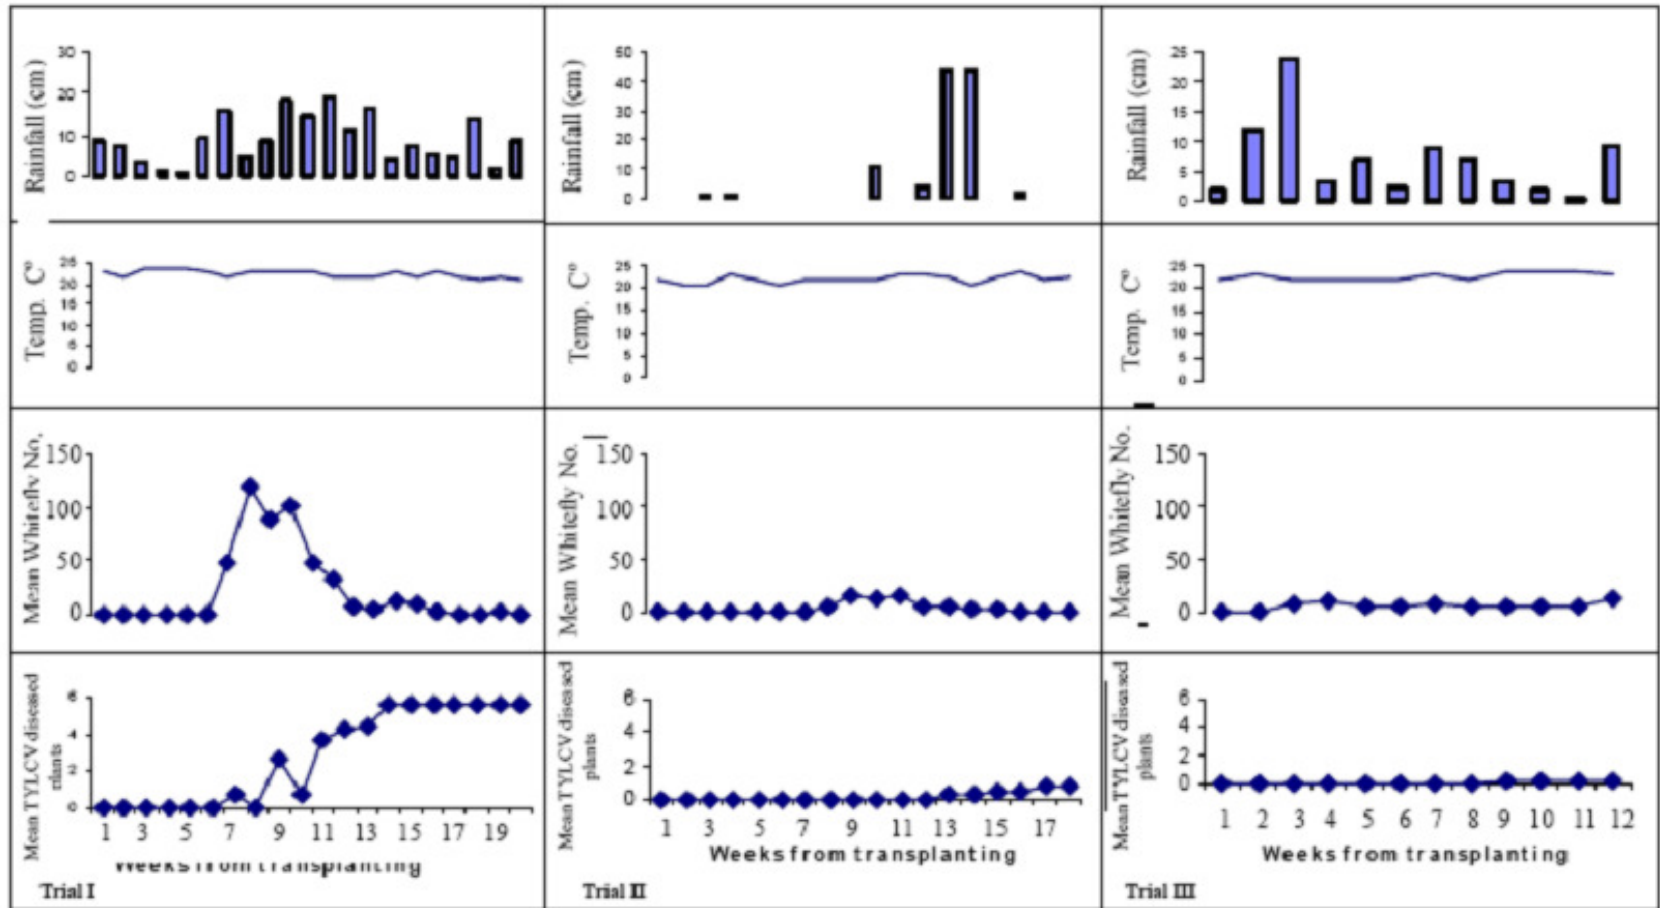 Rainfall (cm)
30
20
10
0
Rainfall (cm)
50
40
30
20
10
0
Rainfall (cm)
25
20
15
10
5
0
Temp. C°
25
20
15
10
5
0
Temp. C°
25
20
15
10
5
0
Temp. C°
25
20
15
10
5
0
Mean Whitefly No.
150
100
50
0
Mean Whitefly No.
150
100
50
0
Mean Whitefly No.
150
100
50
0
Mean TYLCV diseased
plants
6
4
2
0
1 3 5 7 9 11 13 15 17 19
Weeks from transplanting
Trial I
Mean TYLCV diseased
plants
6
4
2
0
1 3 5 7 9 11 13 15 17
Weeks from transplanting
Trial II
Mean TYLCV diseased
plants
6
4
2
0
1 2 3 4 5 6 7 8 9 10 11 12
Weeks from transplanting
Trial III